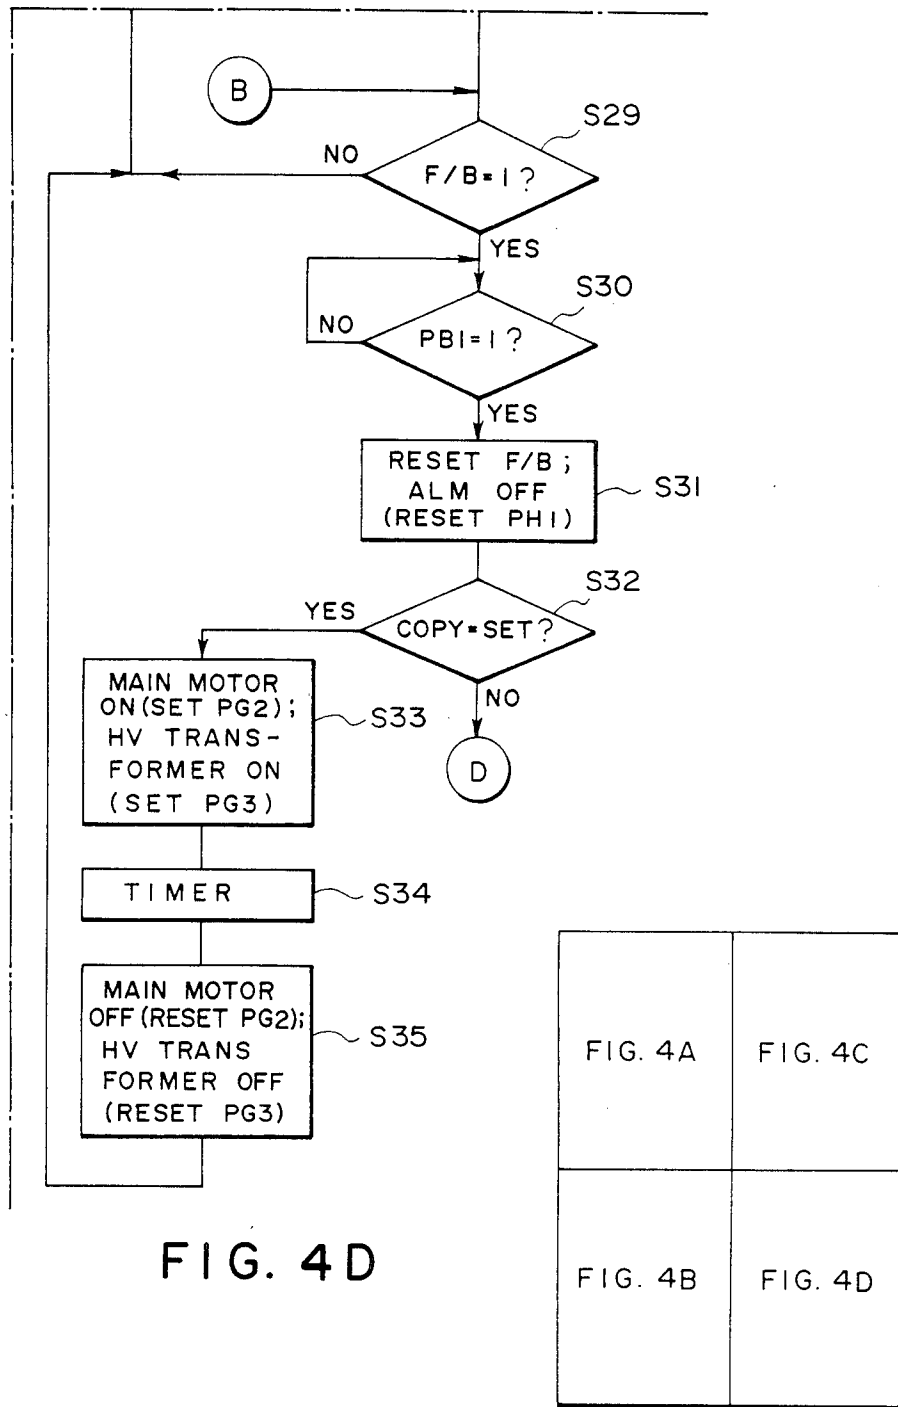 B
S29
NO
F/B=1?
YES
S30
NO
PB1=1?
YES
RESET F/B;
ALM OFF
(RESET PH1)
S31
S32
YES
COPY=SET?
NO
D
MAIN MOTOR
ON(SET PG2);
HV TRANS-
FORMER ON
(SET PG3)
S33
TIMER
S34
MAIN MOTOR
OFF(RESET PG2);
HV TRANS
FORMER OFF
(RESET PG3)
S35
FIG. 4D
FIG. 4A
FIG. 4C
FIG. 4B
FIG. 4D